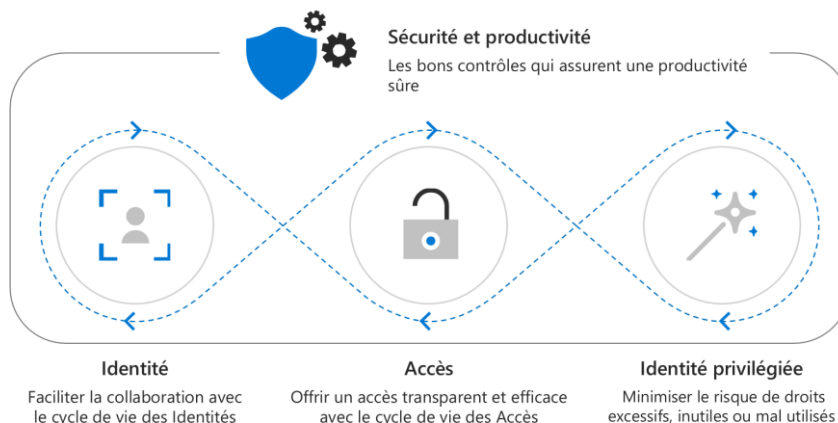 Sécurité et productivité
Les bons contrôles qui assurent une productivité
sûre
Identité
Faciliter la collaboration avec
le cycle de vie des Identités
Accès
Offrir un accès transparent et efficace
avec le cycle de vie des Accès
Identité privilégiée
Minimiser le risque de droits
excessifs, inutiles ou mal utilisés